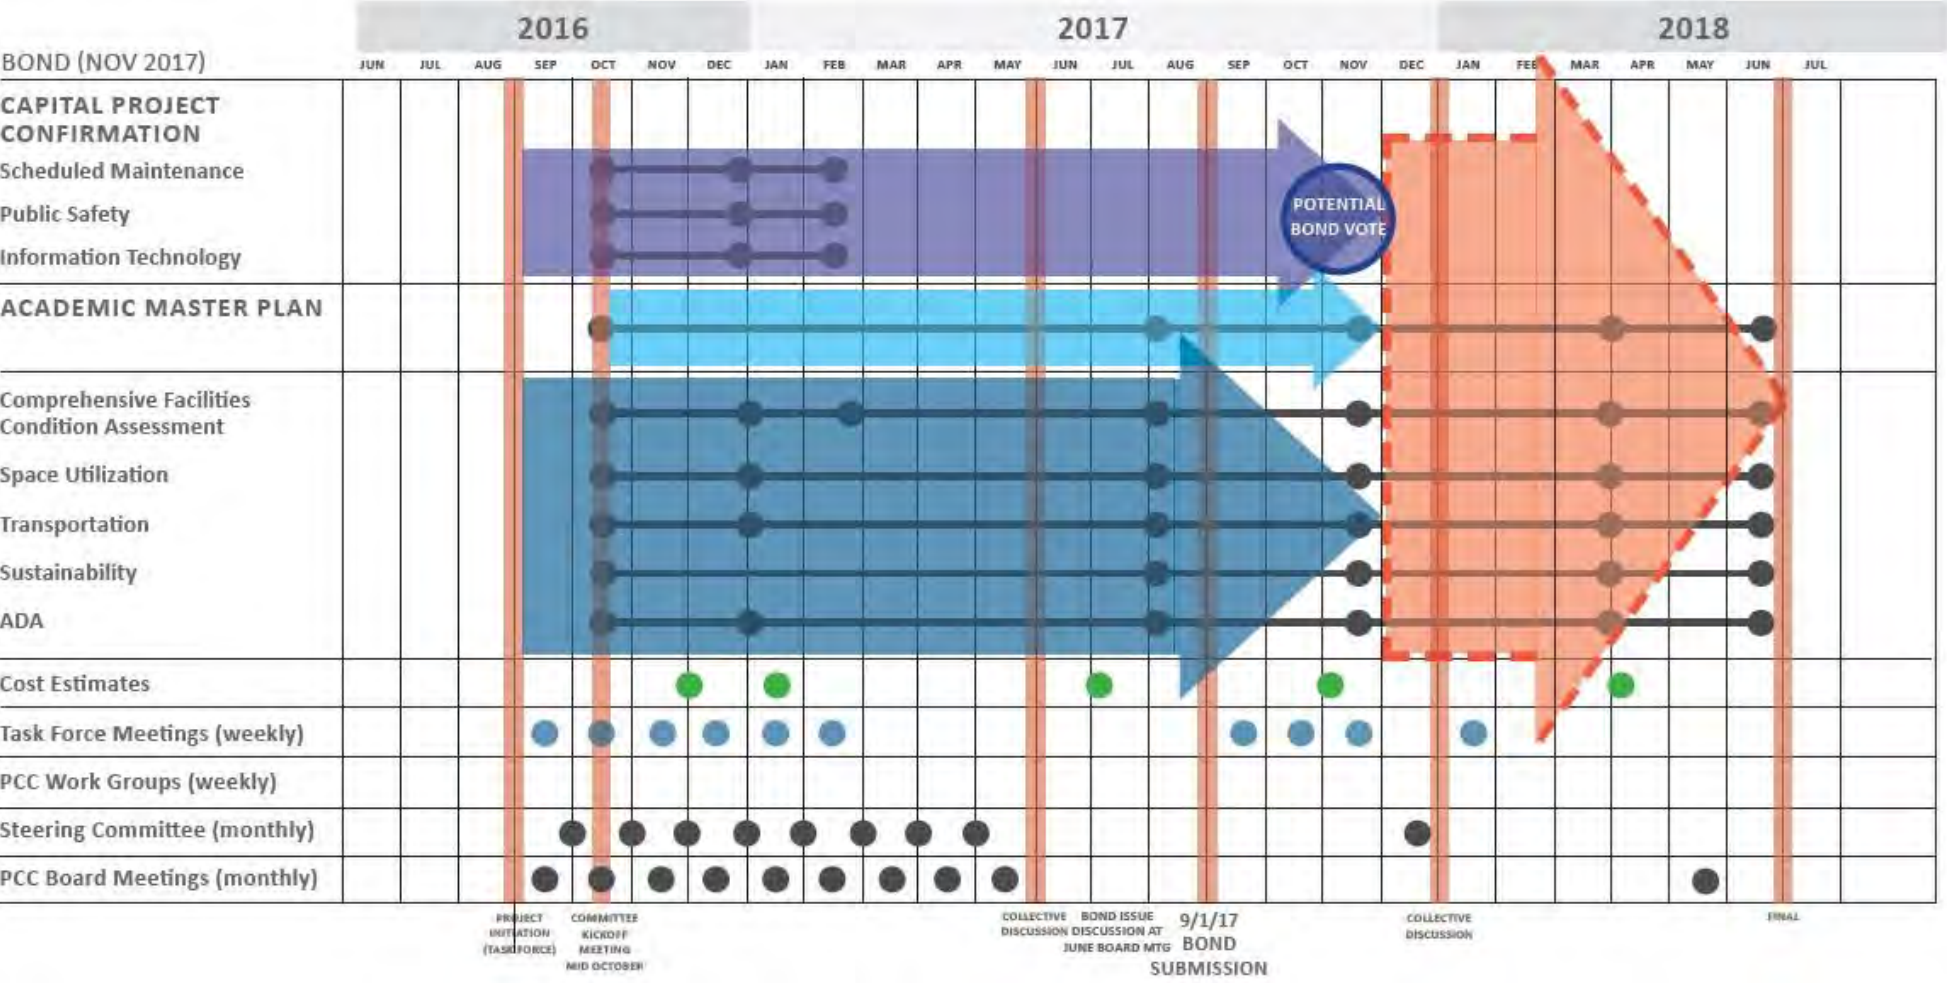 2016 2017 2018
BOND (NOV 2017) JUN JUL AUG SEP OCT NOV DEC JAN FEB MAR APR MAY JUN JUL AUG SEP OCT NOV DEC JAN FEB MAR APR MAY JUN JUL
CAPITAL PROJECT
CONFIRMATION
Scheduled Maintenance
Public Safety
POTENTIAL
BOND VOTE
Information Technology
ACADEMIC MASTER PLAN
Comprehensive Facilities
Condition Assessment
Space Utilization
Transportation
Sustainability
ADA
Cost Estimates
Task Force Meetings (weekly)
PCC Work Groups (weekly)
Steering Committee (monthly)
PCC Board Meetings (monthly)
PROJECT
INITIATION
(TASK FORCE)
COMMITTEE
KICKOFF
MEETING
MID OCTOBER
COLLECTIVE
DISCUSSION
BOND ISSUE
DISCUSSION AT
JUNE BOARD MTG
9/1/17
BOND
SUBMISSION
COLLECTIVE
DISCUSSION
FINAL